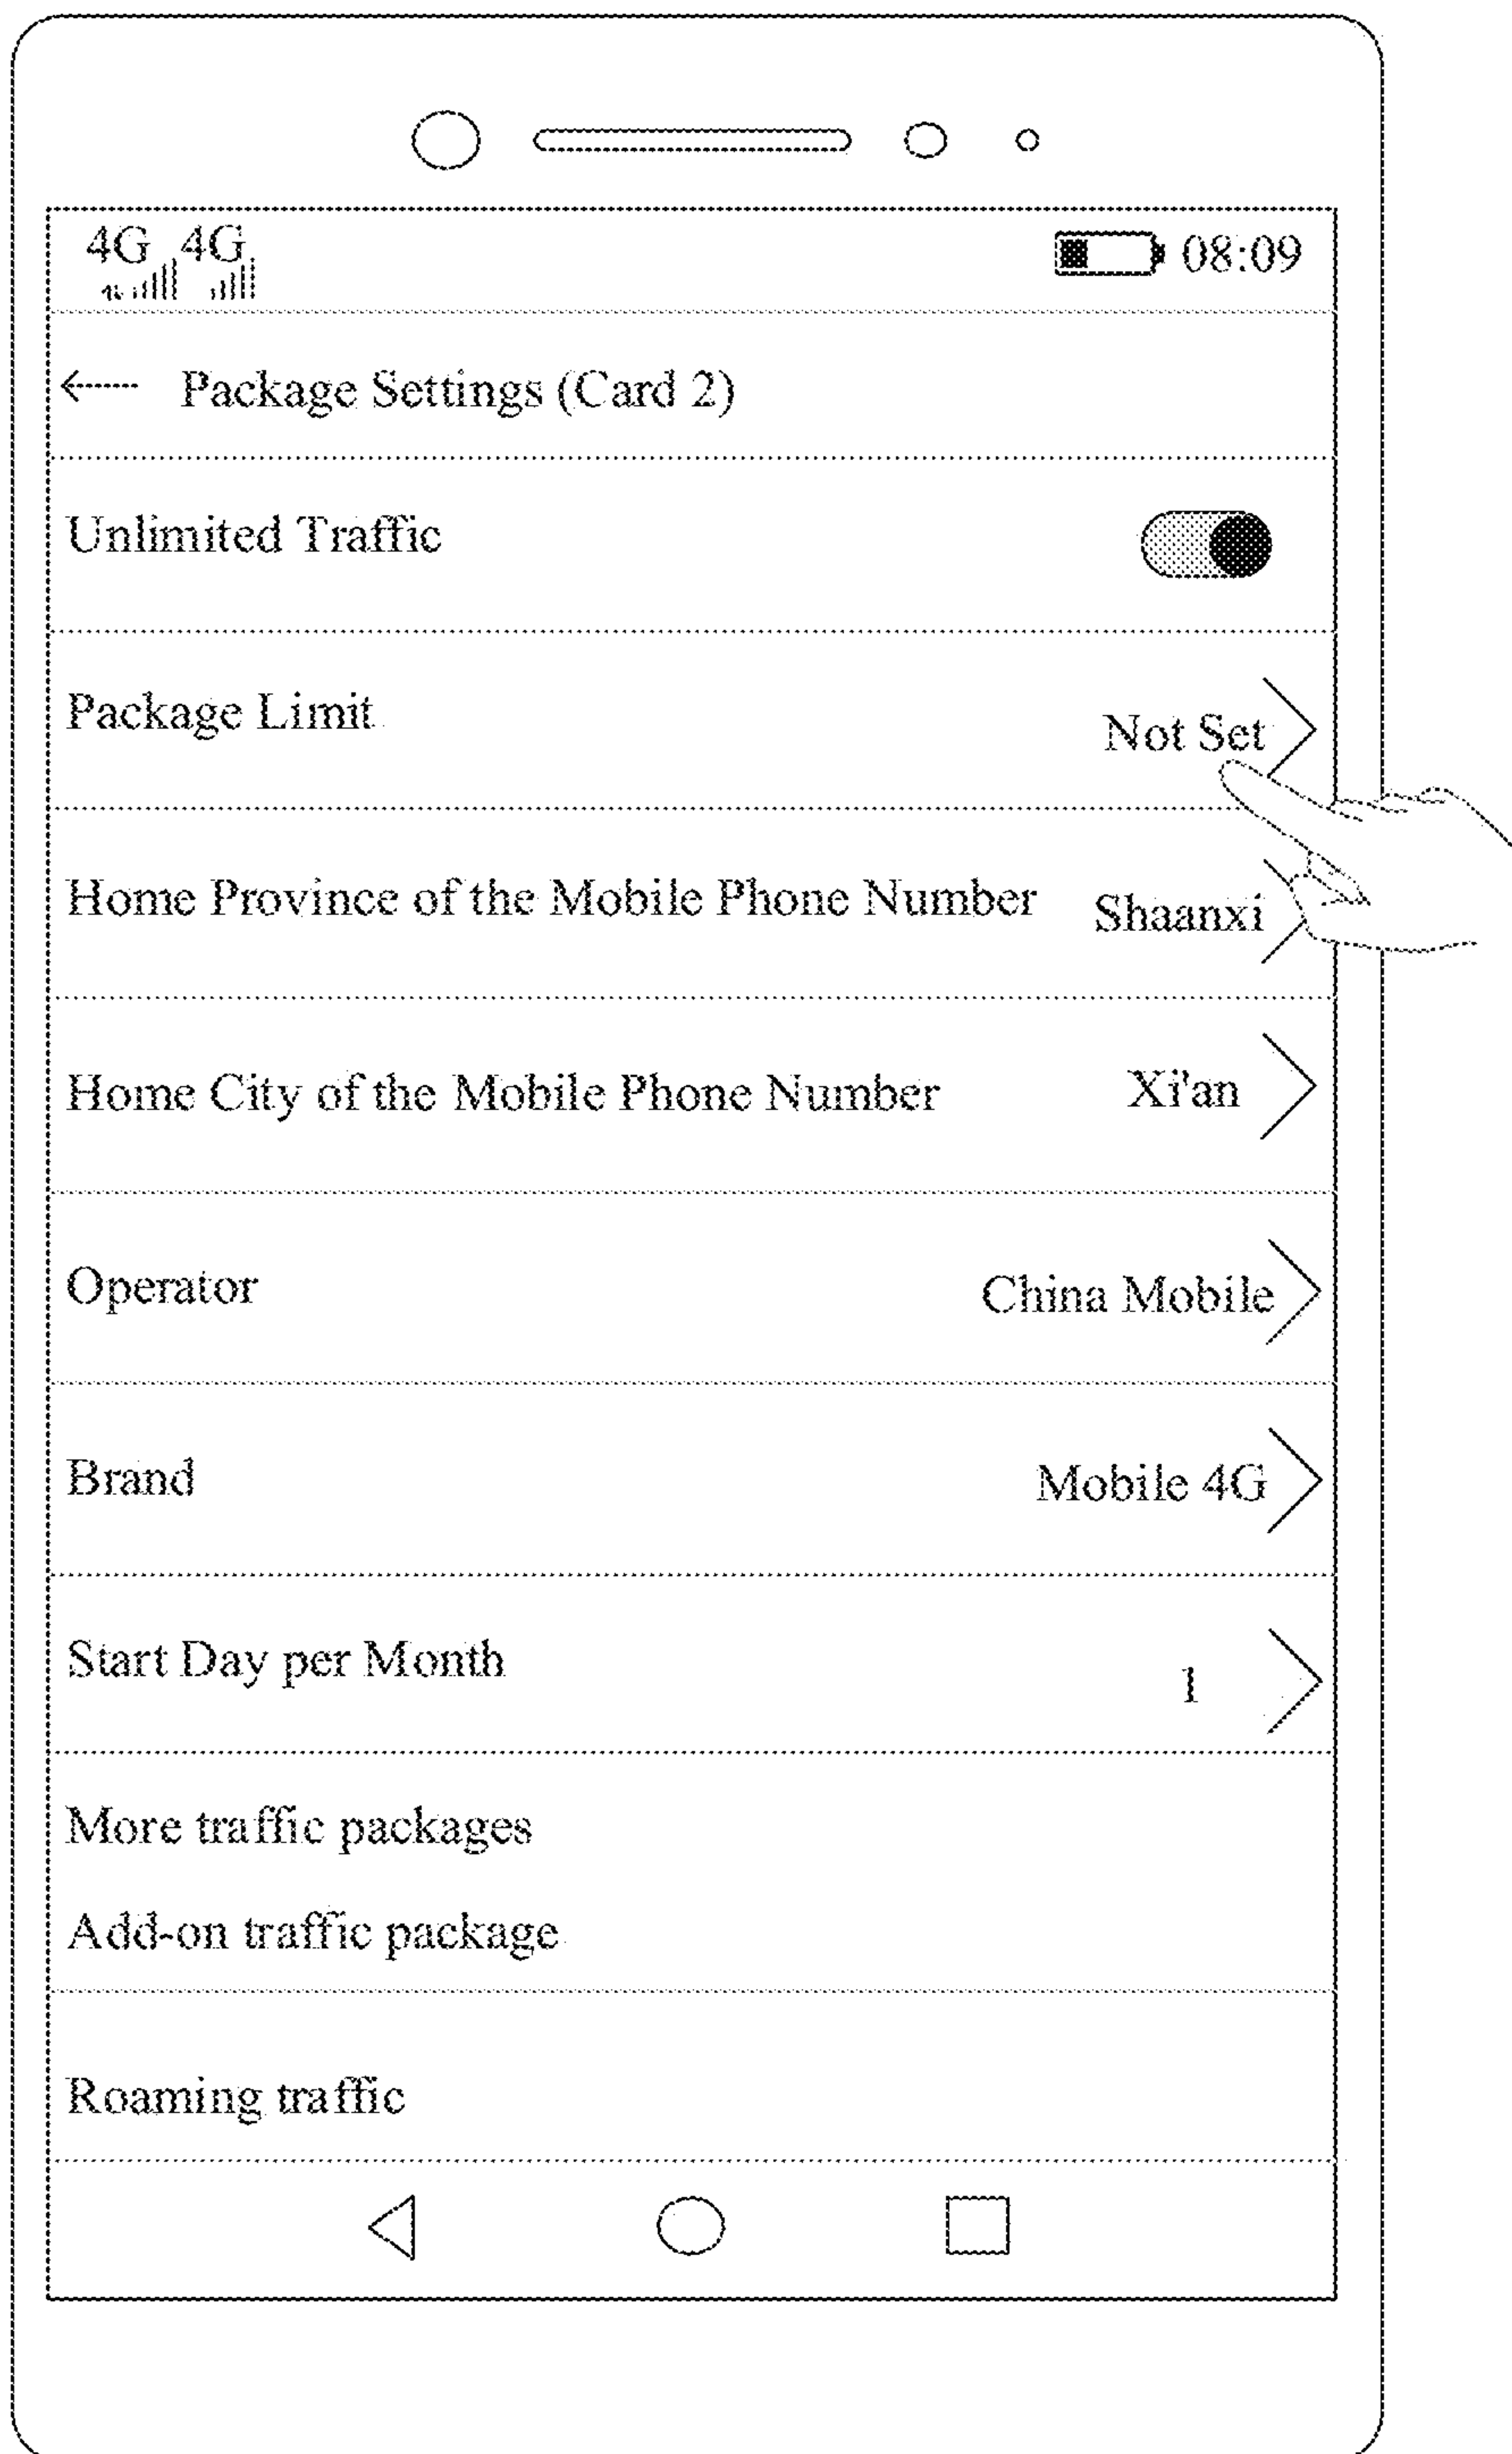 4G 4G 08:09
Package Settings (Card 2)
Unlimited Traffic
Package Limit Not Set
Home Province of the Mobile Phone Number Shaanxi
Home City of the Mobile Phone Number Xi'an
Operator China Mobile
Brand Mobile 4G
Start Day per Month 1
More traffic packages
Add-on traffic package
Roaming traffic